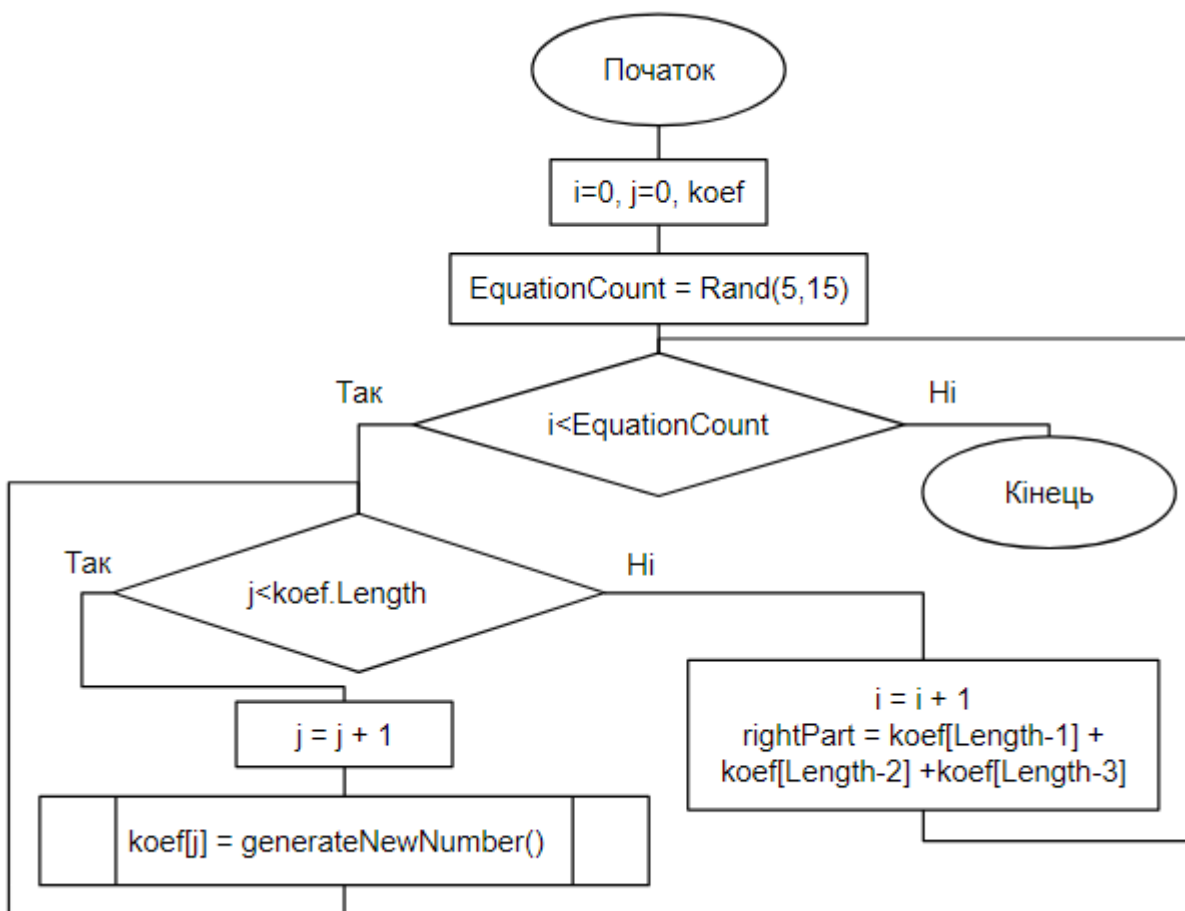 Початок
i=0, j=0, koef
EquationCount = Rand(5,15)
Так
Ні
i<EquationCount
Кінець
Так
Ні
j<koef.Length
i = i + 1
rightPart = koef[Length-1] +
koef[Length-2] +koef[Length-3]
j = j + 1
koef[j] = generateNewNumber()